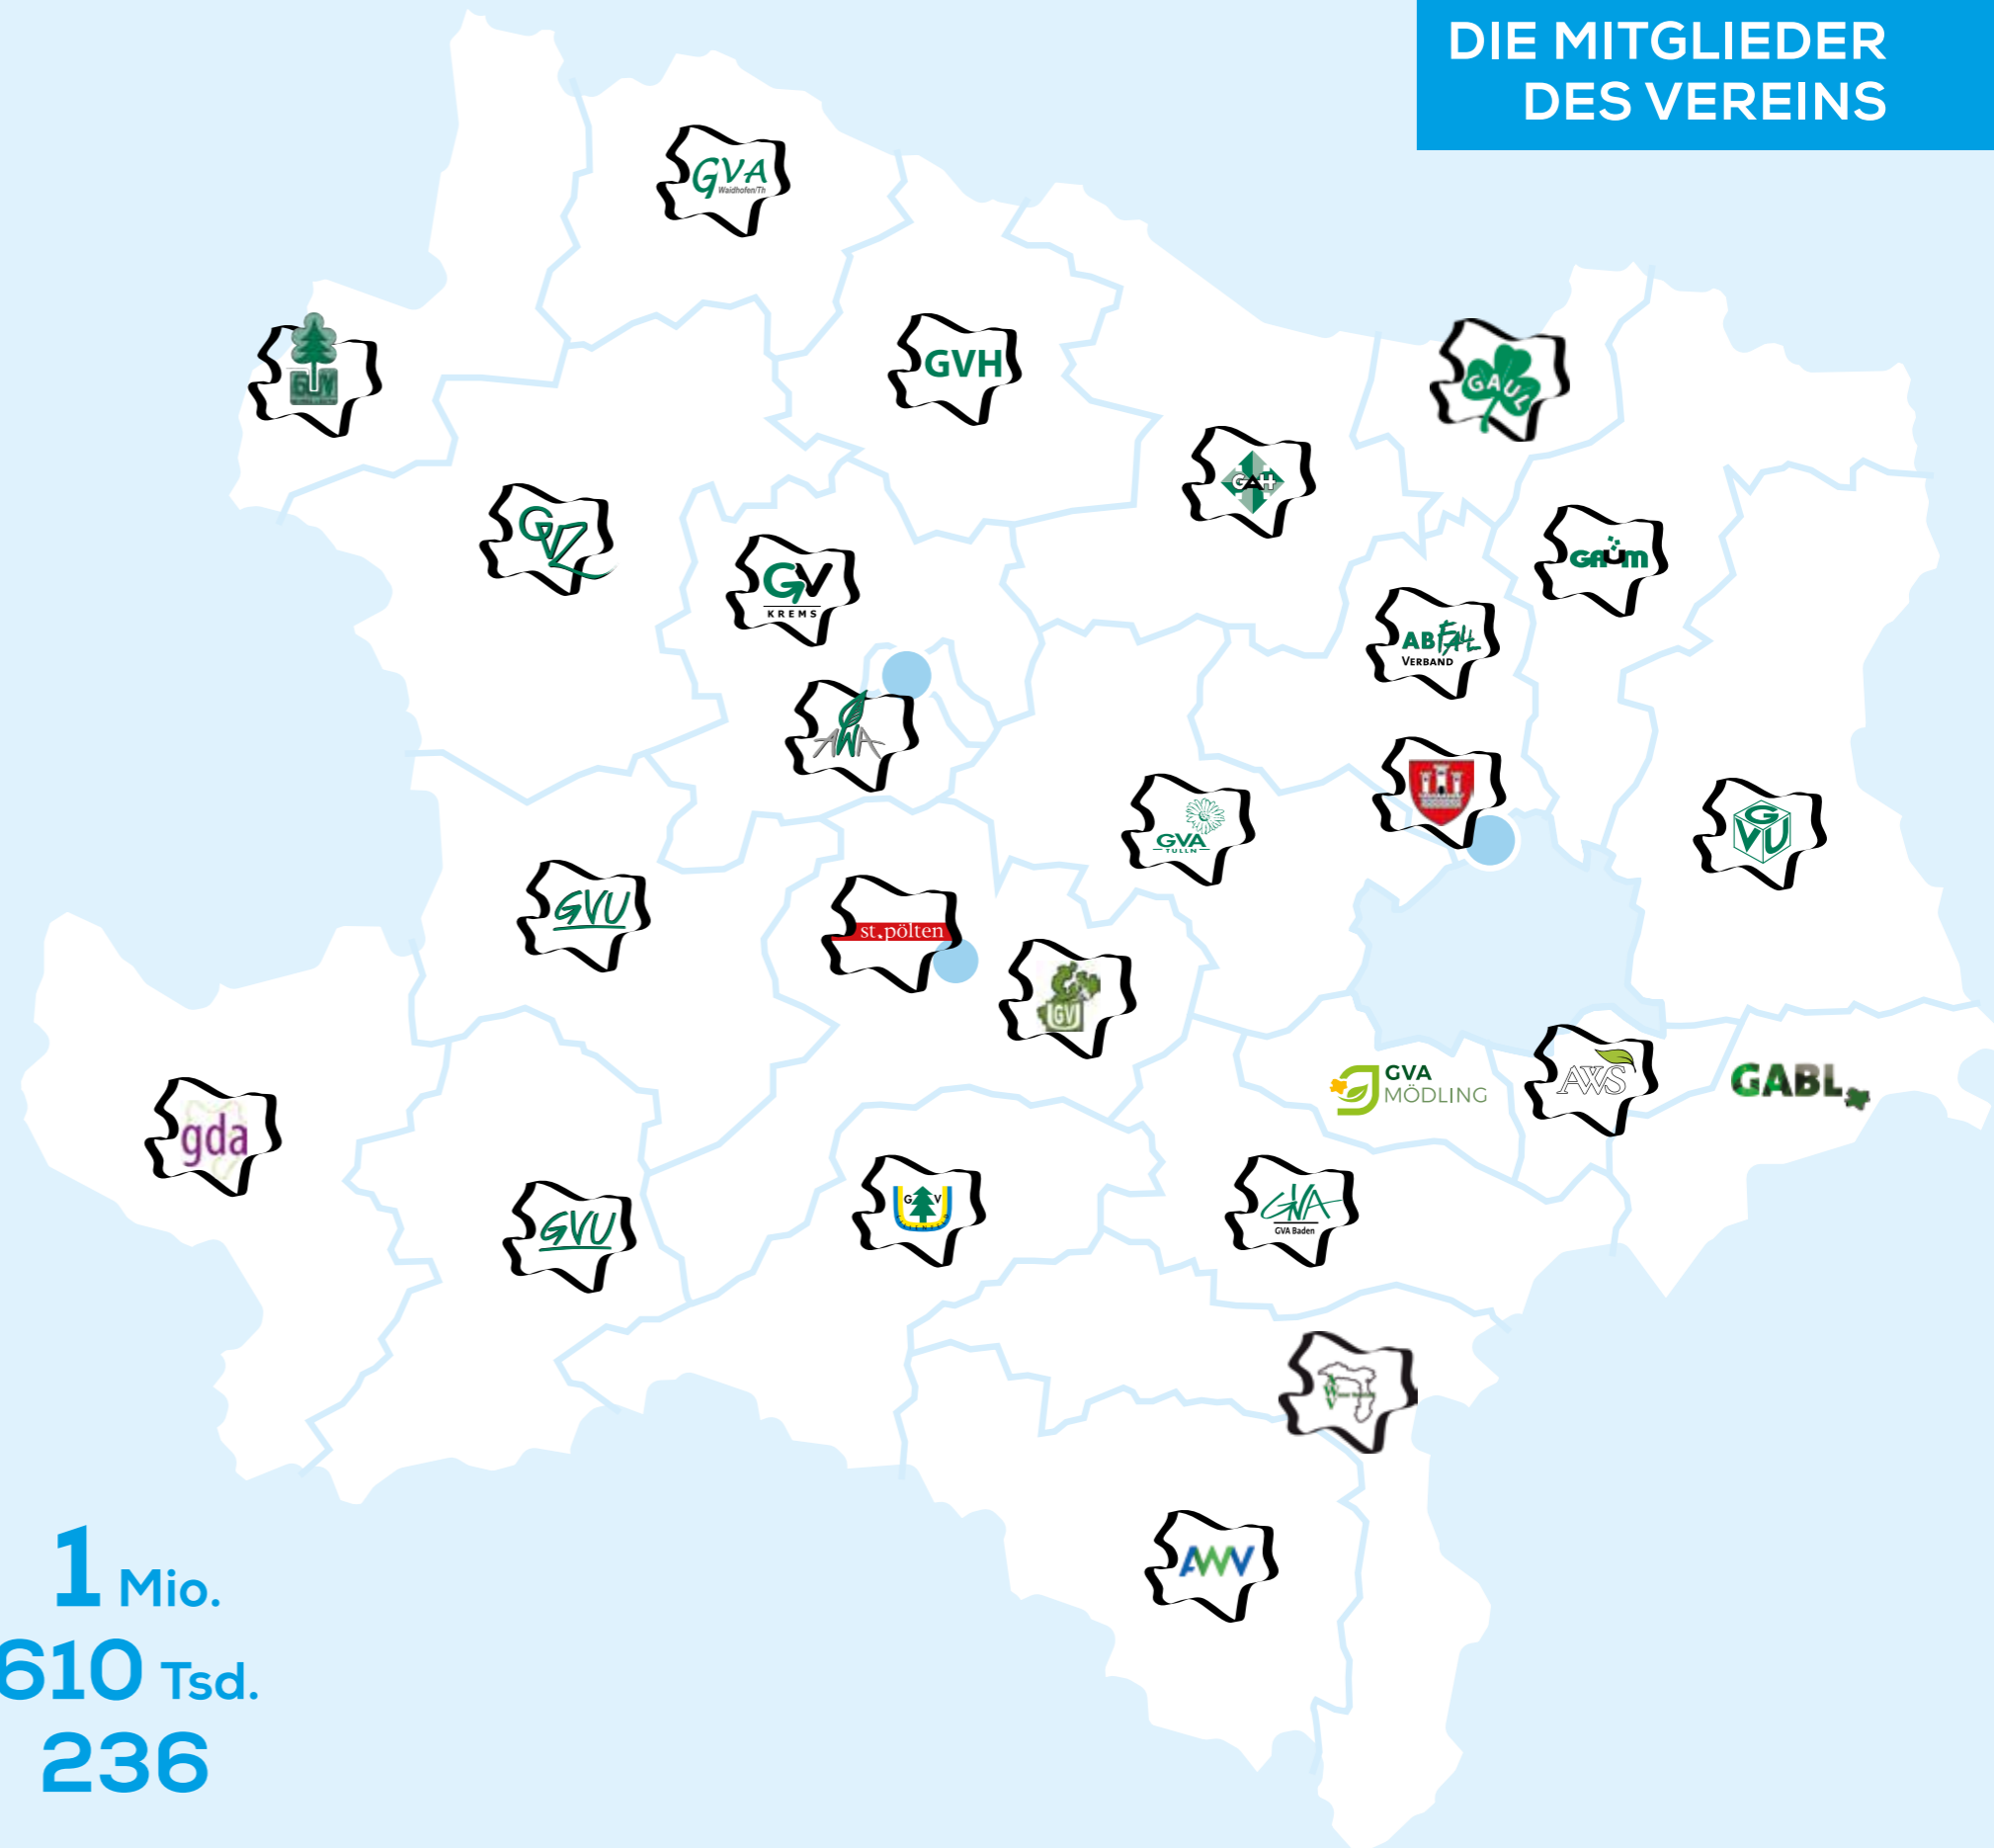 DIE MITGLIEDER
DES VEREINS
GVA
Waidhofen/Th
GVH
GAUL
GAH
GVZ
GAUM
GV
KREMS
ABFALL
VERBAND
AWA
GVA
TULLN
GVU
GVU
st.pölten
GV
GVA
MÖDLING
AWS
GABL
gda
GVU
G V
GVA
GVA Baden
AWV
1 Mio.
610 Tsd.
236